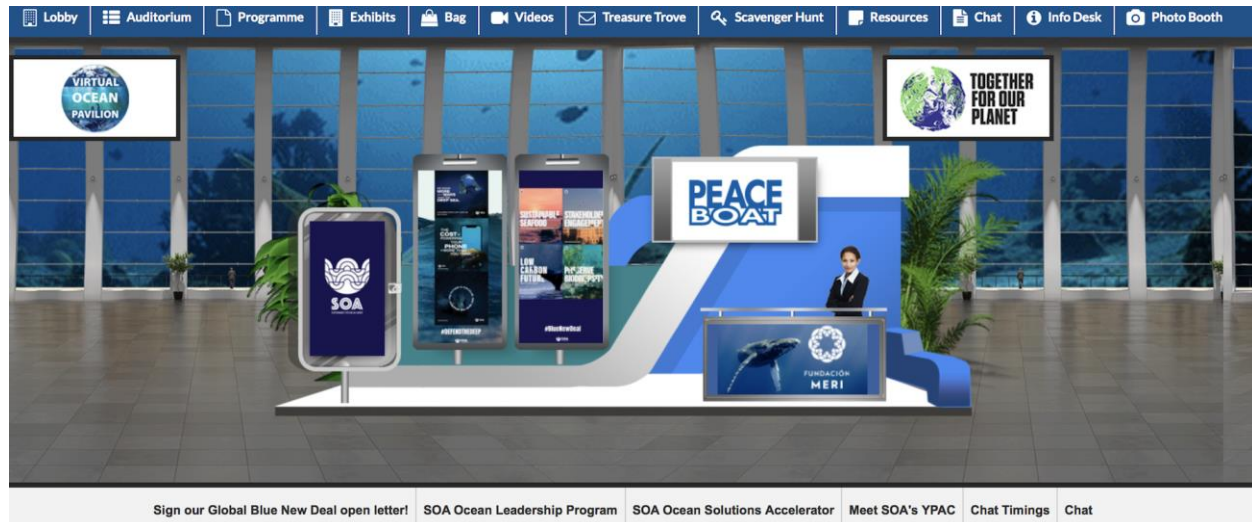 Lobby
Auditorium
Programme
Exhibits
Bag
Videos
Treasure Trove
Scavenger Hunt
Resources
Chat
Info Desk
Photo Booth
VIRTUAL
OCEAN
PAVILION
TOGETHER
FOR OUR
PLANET
SOA
THE
COST
PHONE
#DEFENDTHEDEEP
SUSTAINABLE
SEAFOOD
STAKEHOLDER
ENGAGEMENT
LOW
CARBON
FUTURE
#BlueNewDeal
PEACE
BOAT
FUNDACIÓN
MERI
Sign our Global Blue New Deal open letter!
SOA Ocean Leadership Program
SOA Ocean Solutions Accelerator
Meet SOA's YPAC
Chat Timings
Chat